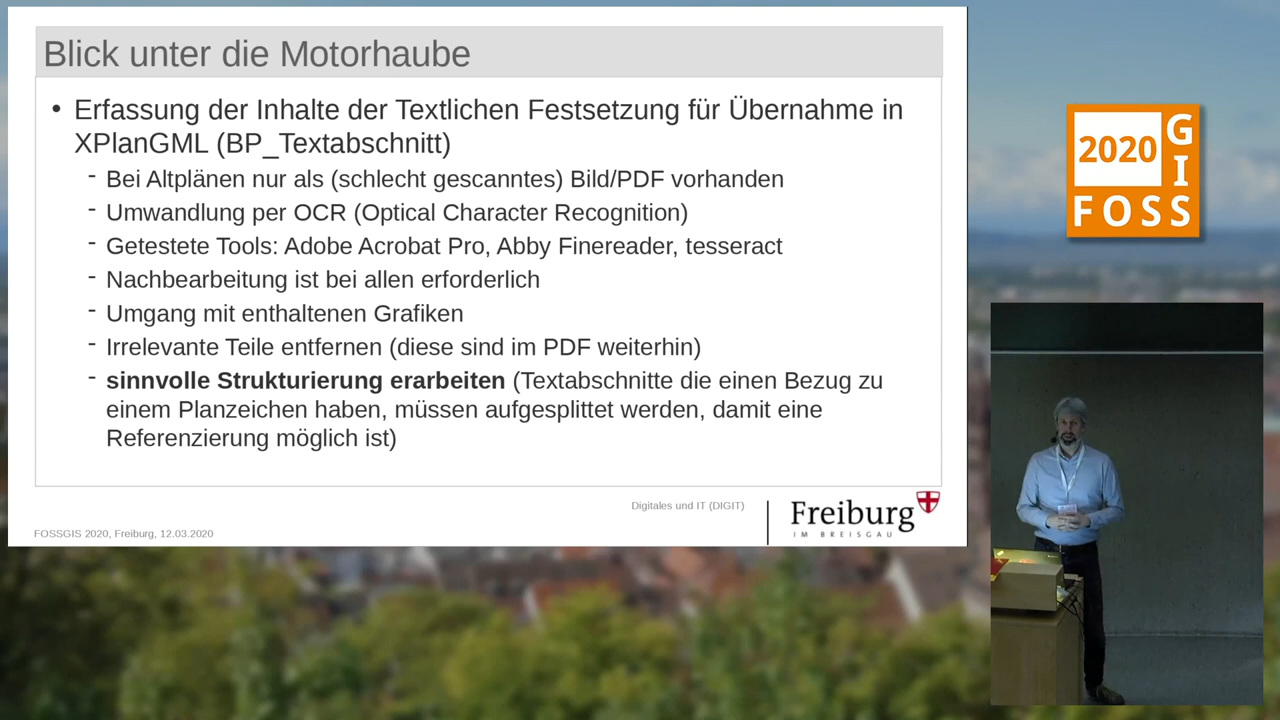 Blick unter die Motorhaube
• Erfassung der Inhalte der Textlichen Festsetzung für Übernahme in
XPlanGML (BP_Textabschnitt)
- Bei Altplänen nur als (schlecht gescanntes) Bild/PDF vorhanden
- Umwandlung per OCR (Optical Character Recognition)
- Getestete Tools: Adobe Acrobat Pro, Abby Finereader, tesseract
- Nachbearbeitung ist bei allen erforderlich
- Umgang mit enthaltenen Grafiken
- Irrelevante Teile entfernen (diese sind im PDF weiterhin)
- sinnvolle Strukturierung erarbeiten (Textabschnitte die einen Bezug zu
einem Planzeichen haben, müssen aufgesplittet werden, damit eine
Referenzierung möglich ist)
Digitales und IT (DIGIT)
Freiburg
IM BREISGAU
FOSSGIS 2020, Freiburg, 12.03.2020
2020
GIS
FOSS